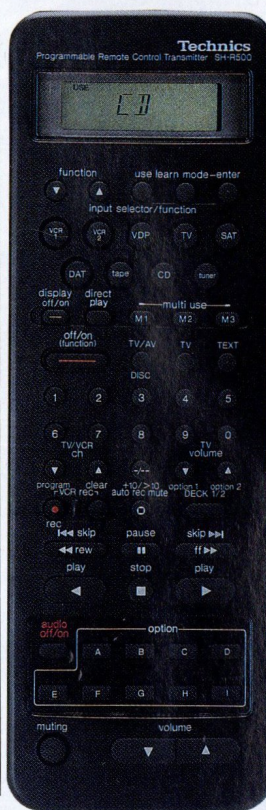 Technics
Programmable Remote Control Transmitter SH-R500
USE
CD
function use learn mode–enter
▼ ▲
input selector/function
VCR 1 VCR 2 VDP TV SAT
DAT tape CD tuner
display off/on direct play multi use
M1 M2 M3
off/on (function) TV/AV TV TEXT
DISC
1 2 3 4 5
6 7 8 9 0
TV/VCR ch TV volume
▼ ▲ -/-- ▼ ▲
program clear +10/>10 option 1 option 2
VCR rec auto rec mute DECK 1/2
rec
skip pause skip
◀◀ rew ff ▶▶
play stop play
audio off/on option
A B C D
E F G H I
muting volume
▼ ▲